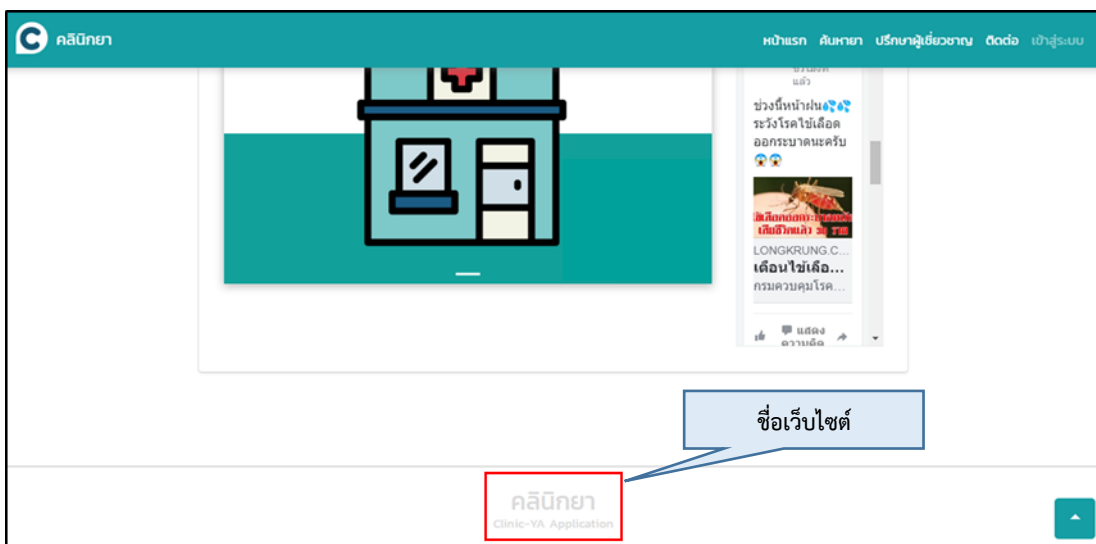 คลินิกยา
หน้าแรก ค้นหายา ปรึกษาผู้เชี่ยวชาญ ติดต่อ เข้าสู่ระบบ
แล้ว
ช่วงนี้หน้าฝน💦💦
ระวังโรคไข้เลือด
ออกระบาดนะครับ
😱😱
LONGKRUNG.C...
เตือนไข้เลือ...
กรมควบคุมโรค...
แสดง
ความคิด
ชื่อเว็บไซต์
คลินิกยา
Clinic-YA Application